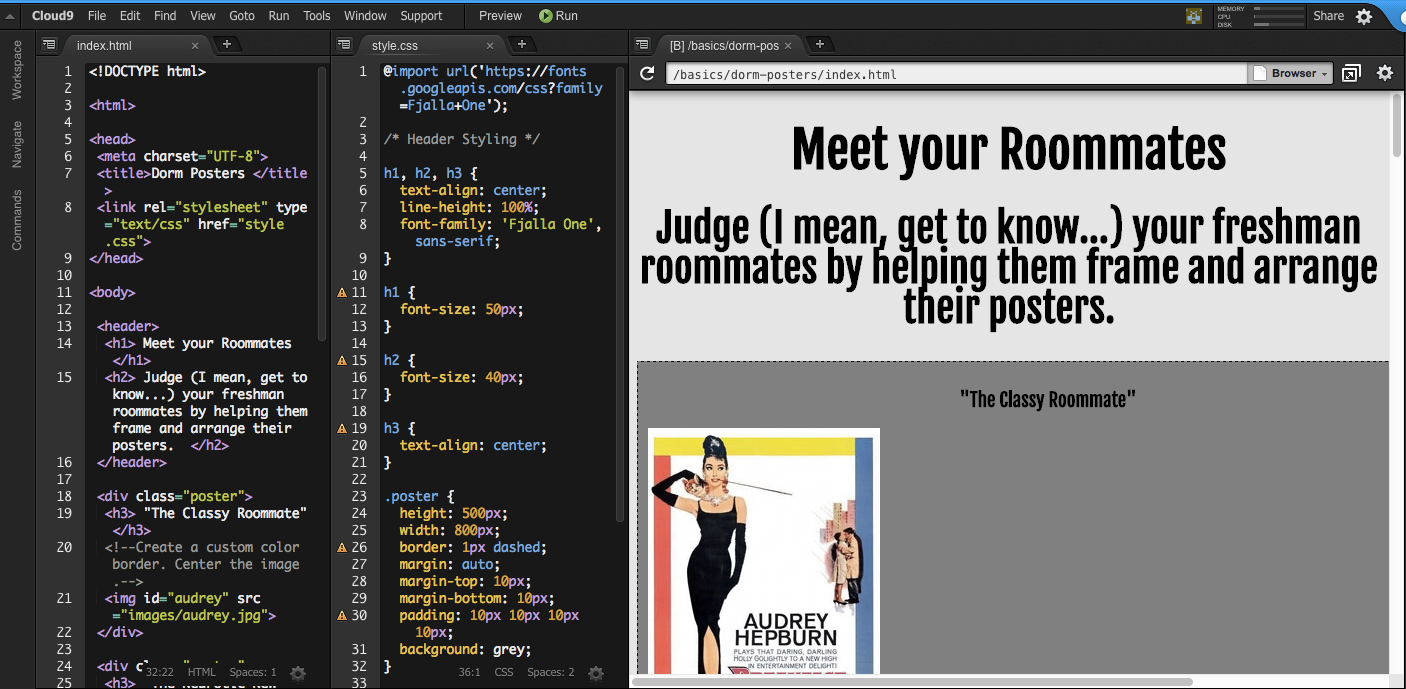 Cloud9 File Edit Find View Goto Run Tools Window Support Preview Run MEMORY CPU DISK Share
Workspace
Navigate
Commands
index.html
1 <!DOCTYPE html>
2
3 <html>
4
5 <head>
6 <meta charset="UTF-8">
7 <title>Dorm Posters </title
>
8 <link rel="stylesheet" type
="text/css" href="style
.css">
9 </head>
10
11 <body>
12
13 <header>
14 <h1> Meet your Roommates
</h1>
15 <h2> Judge (I mean, get to
know...) your freshman
roommates by helping them
frame and arrange their
posters. </h2>
16 </header>
17
18 <div class="poster">
19 <h3> "The Classy Roommate"
</h3>
20 <!--Create a custom color
border. Center the image
.-->
21 <img id="audrey" src
="images/audrey.jpg">
22 </div>
23
24 <div cl
25 <h3>
32:22 HTML Spaces: 1
style.css
1 @import url('https://fonts
.googleapis.com/css?family
=Fjalla+One');
2
3 /* Header Styling */
4
5 h1, h2, h3 {
6 text-align: center;
7 line-height: 100%;
8 font-family: 'Fjalla One',
sans-serif;
9 }
10
11 h1 {
12 font-size: 50px;
13 }
14
15 h2 {
16 font-size: 40px;
17 }
18
19 h3 {
20 text-align: center;
21 }
22
23 .poster {
24 height: 500px;
25 width: 800px;
26 border: 1px dashed;
27 margin: auto;
28 margin-top: 10px;
29 margin-bottom: 10px;
30 padding: 10px 10px 10px
10px;
31 background: grey;
32 }
33
36:1 CSS Spaces: 2
[B] /basics/dorm-pos
/basics/dorm-posters/index.html Browser
Meet your Roommates
Judge (I mean, get to know...) your freshman
roommates by helping them frame and arrange
their posters.
"The Classy Roommate"
AUDREY
HEPBURN
PLAYS THAT DARING, DARLING
HOLLY GOLIGHTLY TO A NEW HIGH
IN ENTERTAINMENT DELIGHT!